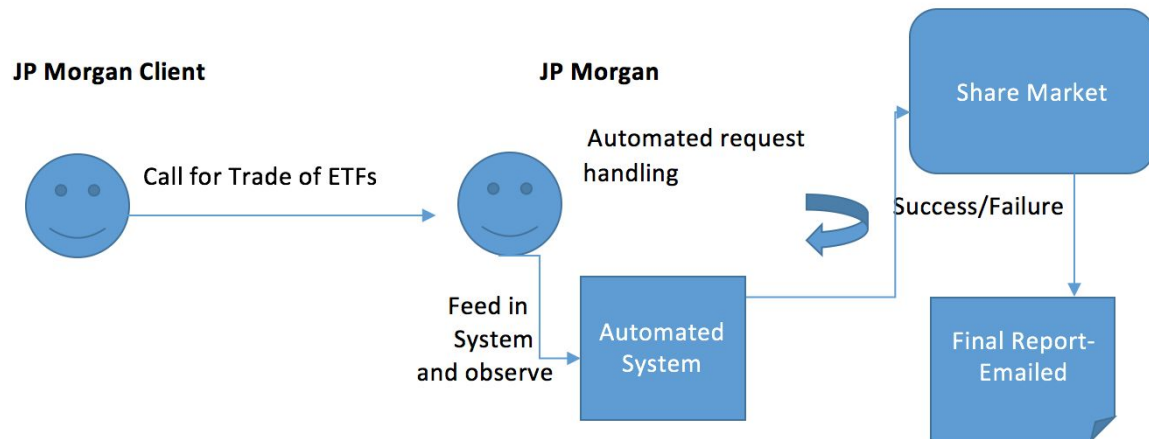 JP Morgan Client
JP Morgan
Share Market
Automated request
handling
Call for Trade of ETFs
Success/Failure
Feed in
System
and observe
Automated
System
Final Report-
Emailed